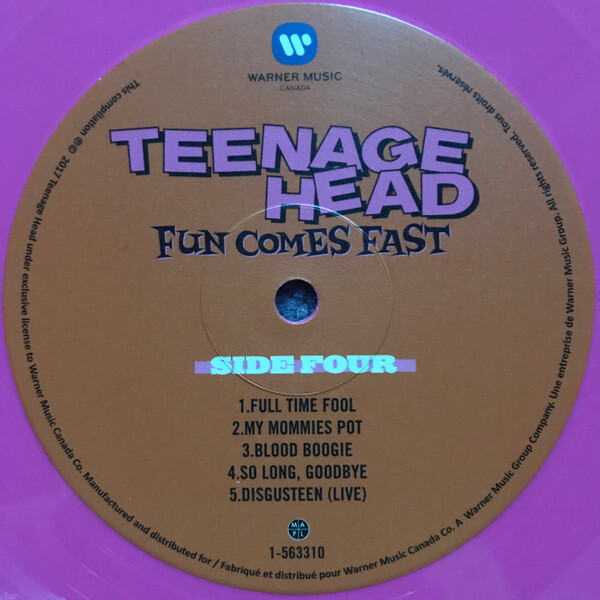 WARNER MUSIC
CANADA
TEENAGE
HEAD
FUN COMES FAST
SIDE FOUR
1.FULL TIME FOOL
2.MY MOMMIES POT
3.BLOOD BOOGIE
4.SO LONG, GOODBYE
5.DISGUSTEEN (LIVE)
M A P L
1-563310
This compilation ℗© 2017 Teenage Head under exclusive license to Warner Music Canada Co. Manufactured and distributed for / Fabriqué et distribué pour Warner Music Canada Co. A Warner Music Group Company. Une entreprise de Warner Music Group. All rights reserved. Tous droits réservés.